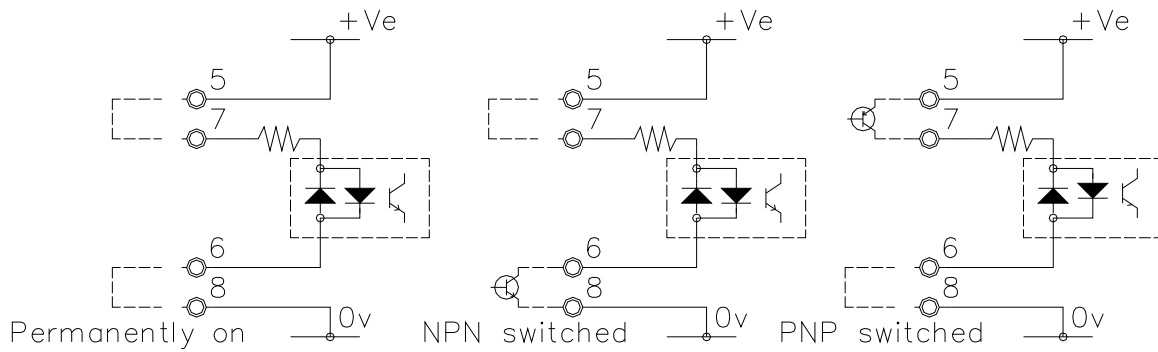 +Ve +Ve +Ve
5 5 5
7 7 7
6 6 6
8 8 8
0v 0v 0v
Permanently on NPN switched PNP switched